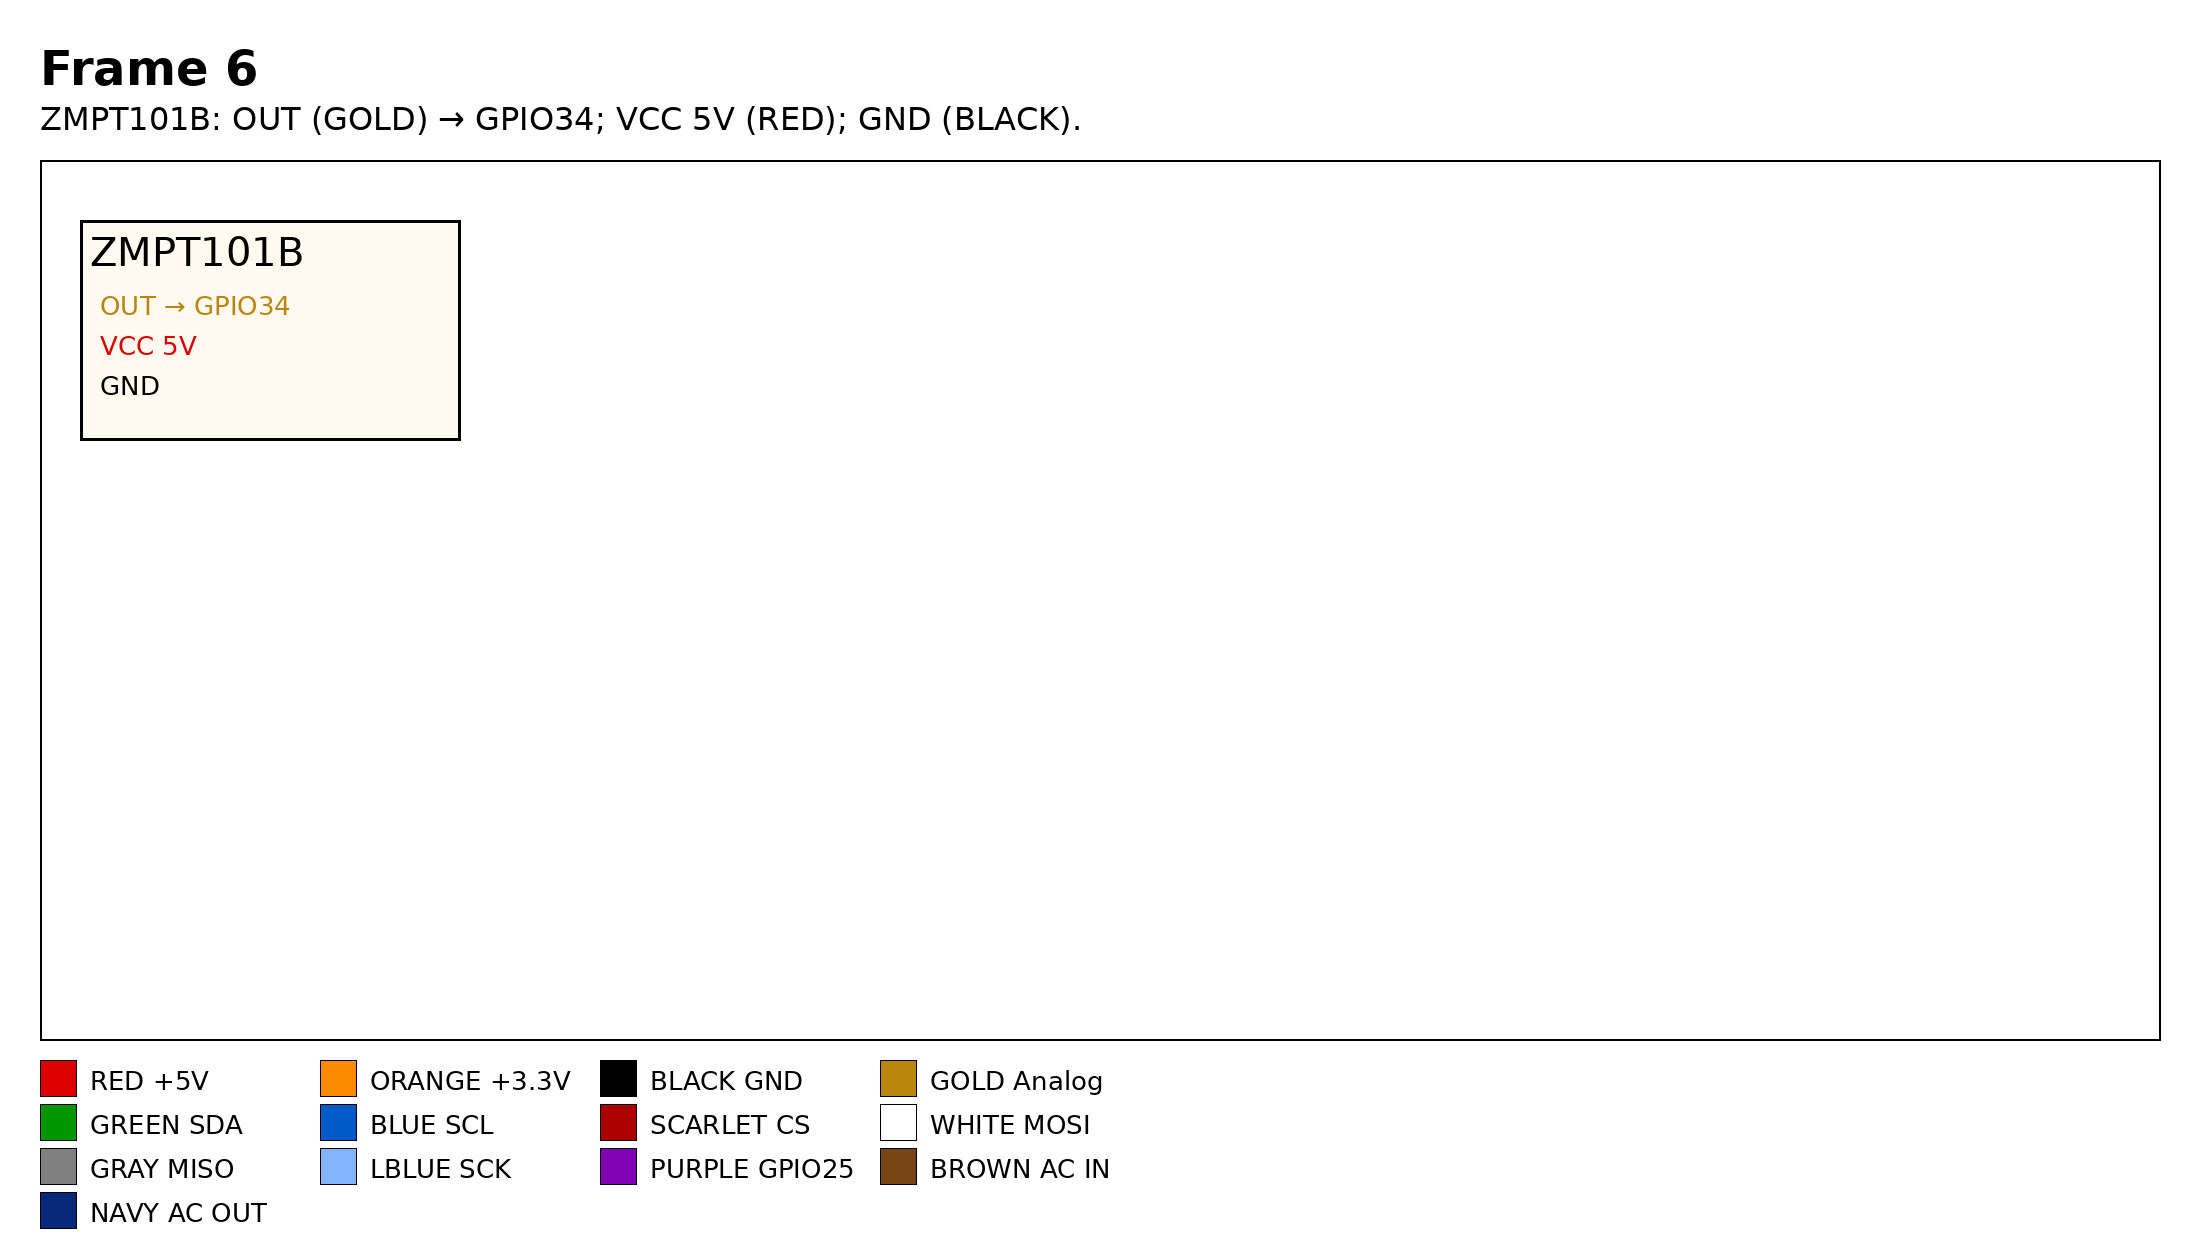 Frame 6
ZMPT101B: OUT (GOLD) → GPIO34; VCC 5V (RED); GND (BLACK).
ZMPT101B
OUT → GPIO34
VCC 5V
GND
RED +5V
ORANGE +3.3V
BLACK GND
GOLD Analog
GREEN SDA
BLUE SCL
SCARLET CS
WHITE MOSI
GRAY MISO
LBLUE SCK
PURPLE GPIO25
BROWN AC IN
NAVY AC OUT